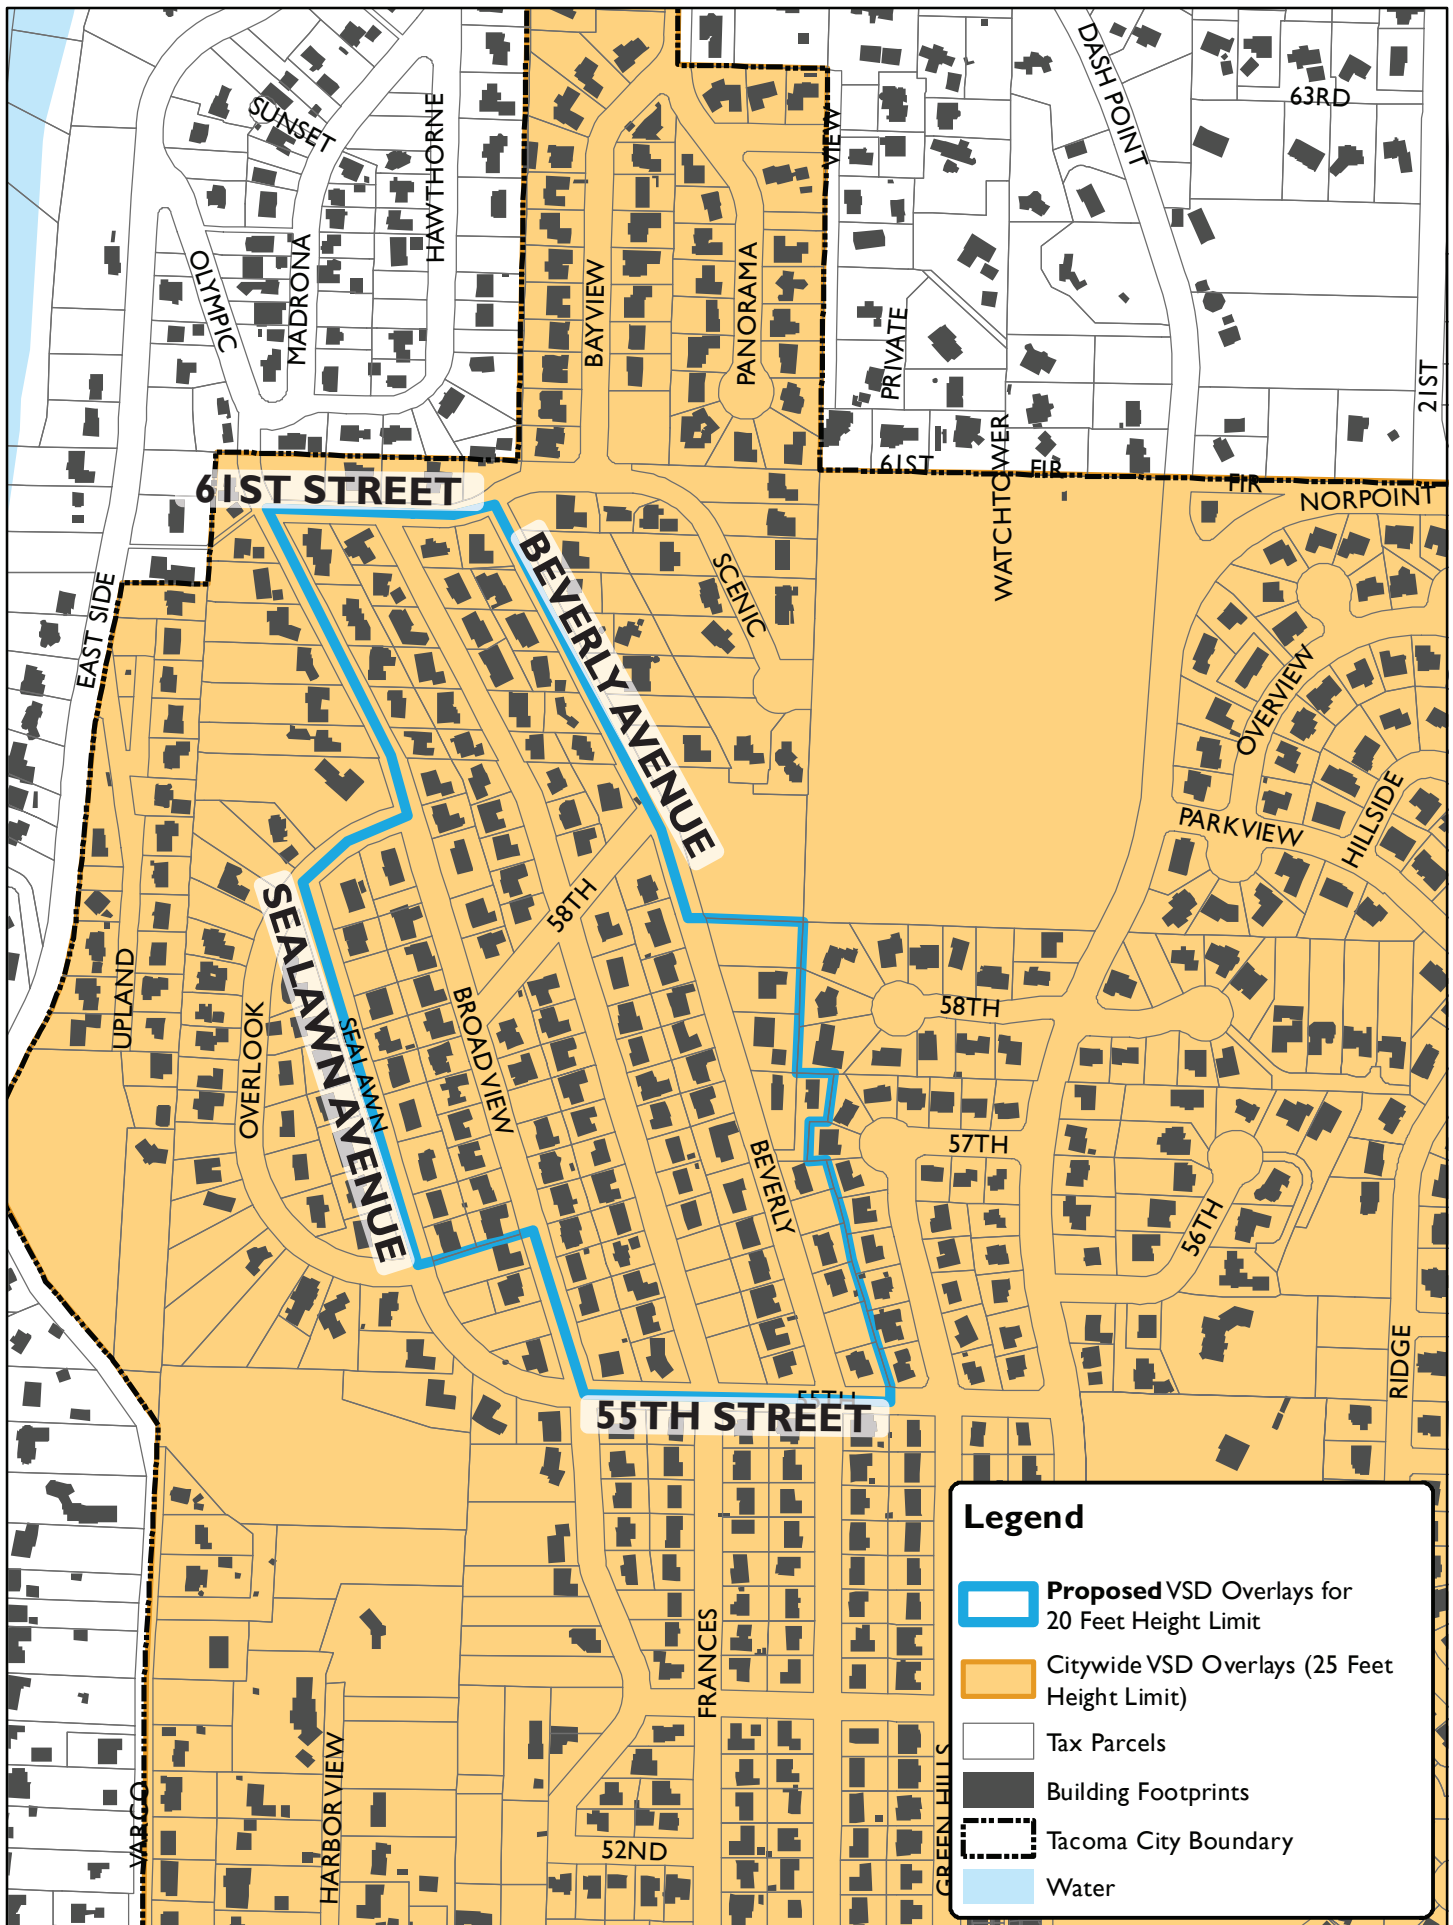 DASH POINT
63RD
SUNSET
HAWTHORNE
VIEW
OLYMPIC
MADRONA
BAYVIEW
PANORAMA
PRIVATE
21ST
WATCHTOWER
61ST
FIR
FIR
NORPOINT
61ST STREET
BEVERLY AVENUE
SCENIC
EAST SIDE
OVERVIEW
PARKVIEW
HILLSIDE
58TH
SEALAWN AVENUE
SEALAWN
UPLAND
OVERLOOK
BROADVIEW
58TH
57TH
BEVERLY
56TH
RIDGE
55TH
55TH STREET
FRANCES
VARCO
HARBOR VIEW
52ND
GREEN HILLS
Legend
Proposed VSD Overlays for
20 Feet Height Limit
Citywide VSD Overlays (25 Feet
Height Limit)
Tax Parcels
Building Footprints
Tacoma City Boundary
Water